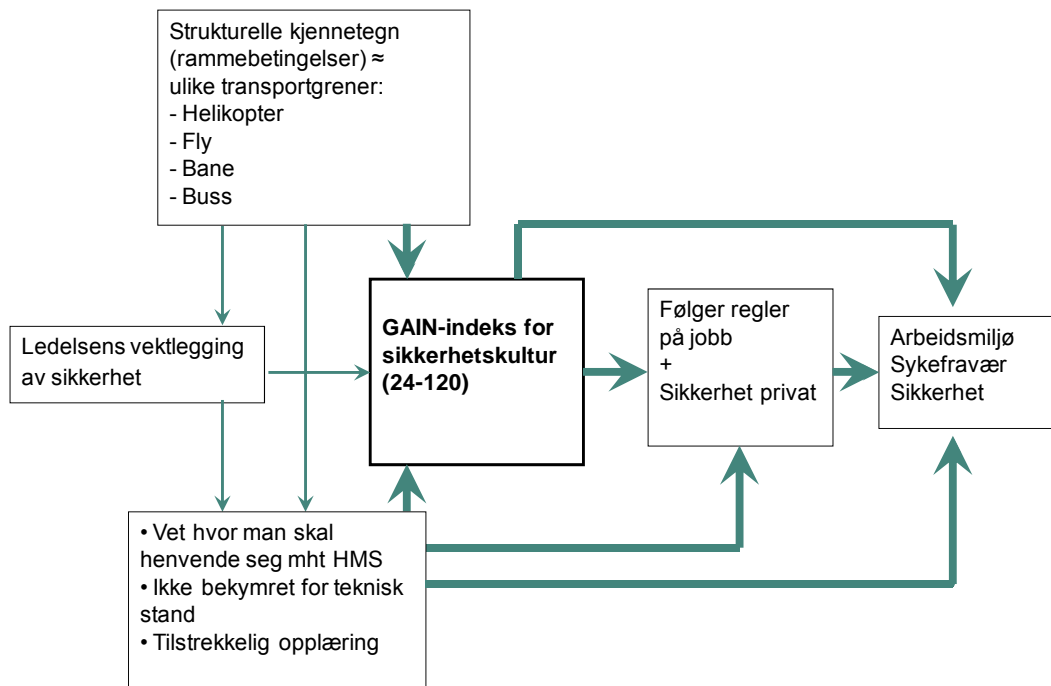 Strukturelle kjennetegn
(rammebetingelser) ≈
ulike transportgrener:
- Helikopter
- Fly
- Bane
- Buss
Ledelsens vektlegging
av sikkerhet
GAIN-indeks for
sikkerhetskultur
(24-120)
Følger regler
på jobb
+
Sikkerhet privat
Arbeidsmiljø
Sykefravær
Sikkerhet
• Vet hvor man skal
henvende seg mht HMS
• Ikke bekymret for teknisk
stand
• Tilstrekkelig opplæring